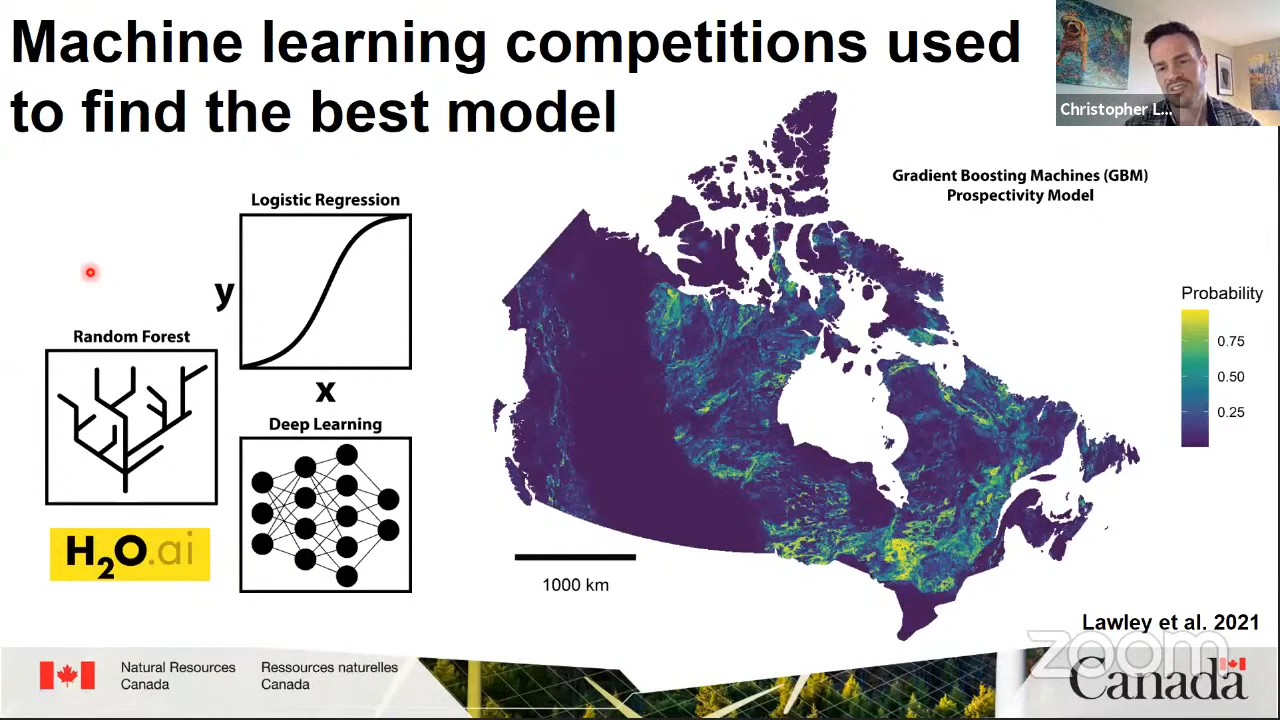 Machine learning competitions used
to find the best model
Christopher L...
Gradient Boosting Machines (GBM)
Prospectivity Model
Logistic Regression
y
x
Random Forest
Deep Learning
H2O.ai
Probability
0.75
0.50
0.25
1000 km
Lawley et al. 2021
zoom
Natural Resources
Canada
Ressources naturelles
Canada
Canada